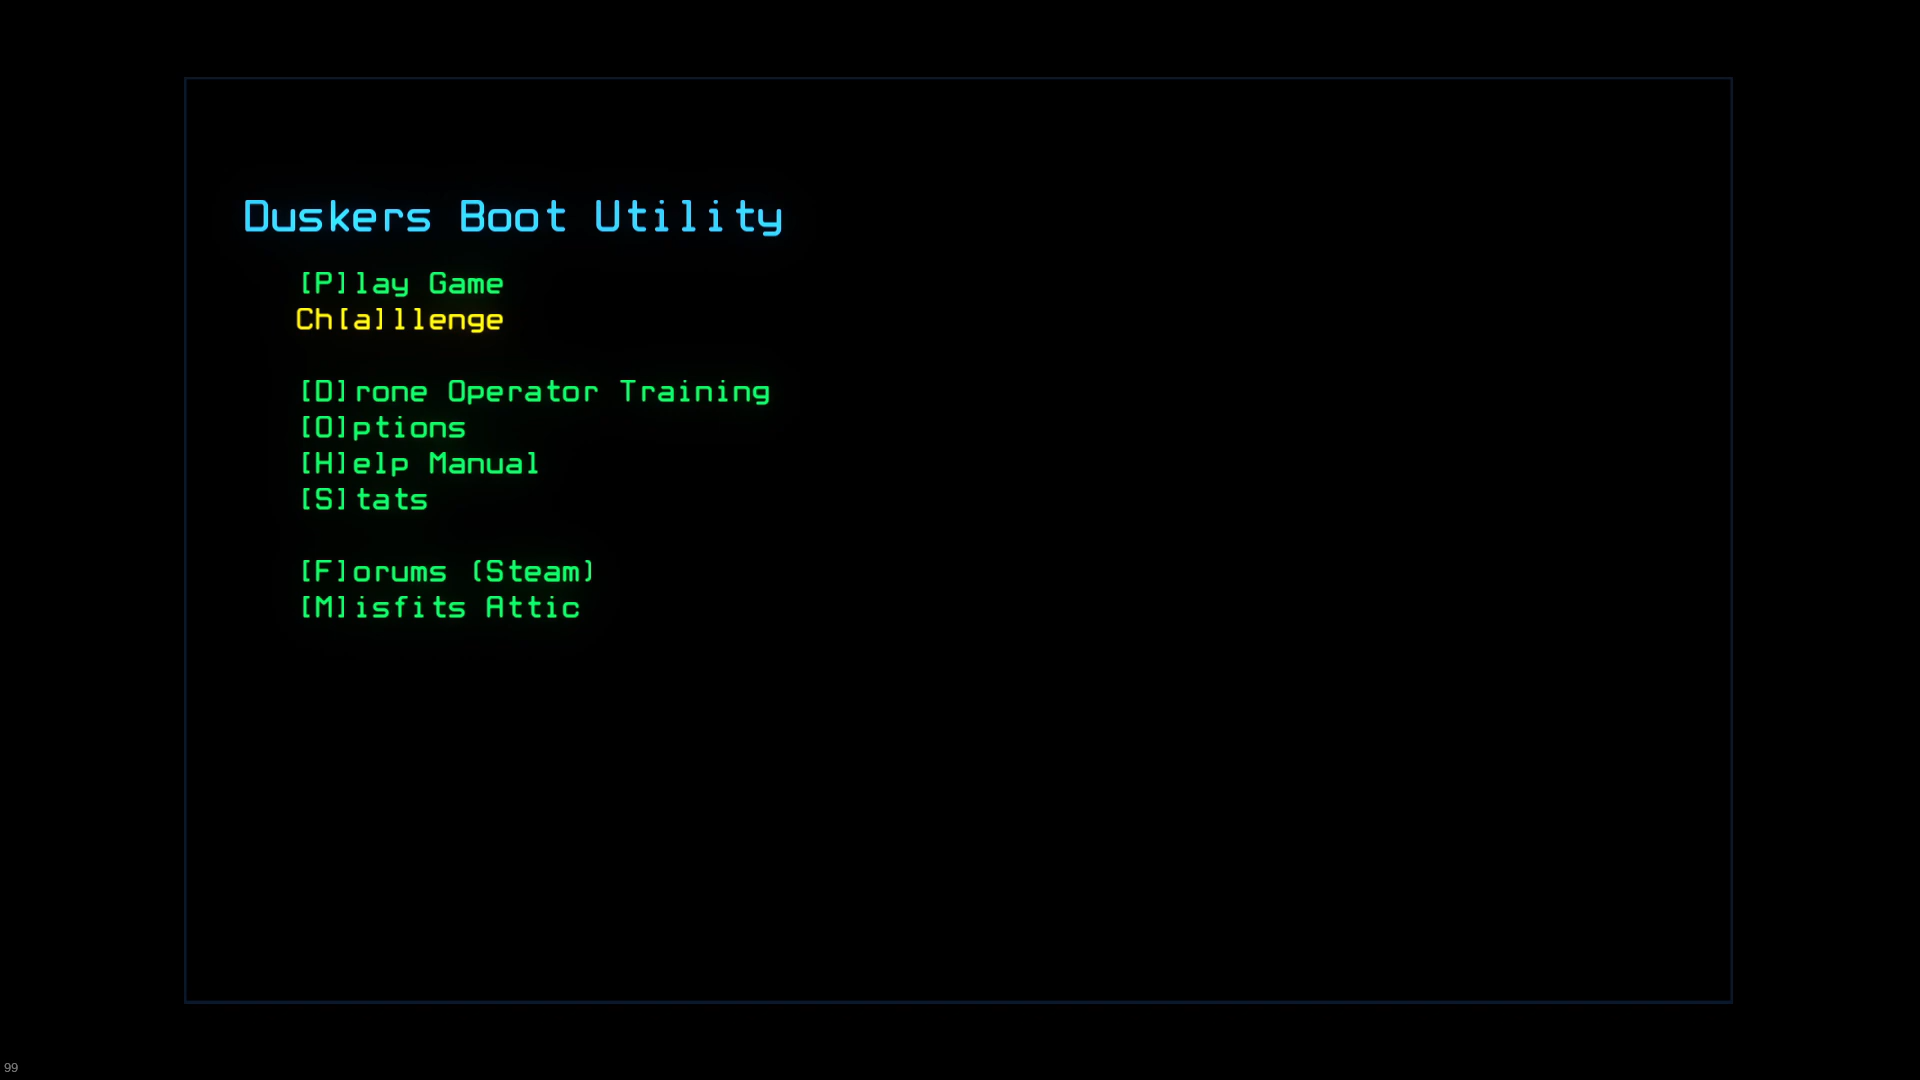 Duskers Boot Utility
[P]lay Game
Ch[a]llenge
[D]rone Operator Training
[O]ptions
[H]elp Manual
[S]tats
[F]orums (Steam)
[M]isfits Attic
99